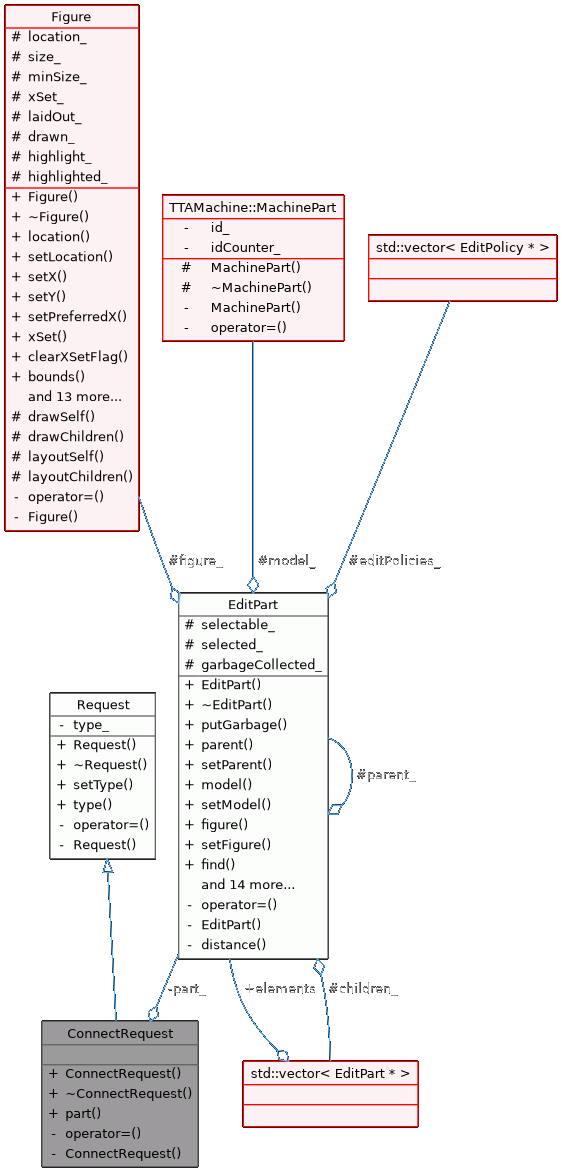 Figure
# location_
# size_
# minSize_
# xSet_
# laidOut_
# drawn_
# highlight_
# highlighted_
+ Figure()
+ ~Figure()
+ location()
+ setLocation()
+ setX()
+ setY()
+ setPreferredX()
+ xSet()
+ clearXSetFlag()
+ bounds()
and 13 more...
# drawSelf()
# drawChildren()
# layoutSelf()
# layoutChildren()
- operator=()
- Figure()
TTAMachine::MachinePart
- id_
- idCounter_
# MachinePart()
# ~MachinePart()
- MachinePart()
- operator=()
std::vector< EditPolicy * >
#figure_
#model_
#editPolicies_
EditPart
# selectable_
# selected_
# garbageCollected_
+ EditPart()
+ ~EditPart()
+ putGarbage()
+ parent()
+ setParent()
+ model()
+ setModel()
+ figure()
+ setFigure()
+ find()
and 14 more...
- operator=()
- EditPart()
- distance()
#parent_
Request
- type_
+ Request()
+ ~Request()
+ setType()
+ type()
- operator=()
- Request()
-part_
+elements
#children_
ConnectRequest
+ ConnectRequest()
+ ~ConnectRequest()
+ part()
- operator=()
- ConnectRequest()
std::vector< EditPart * >